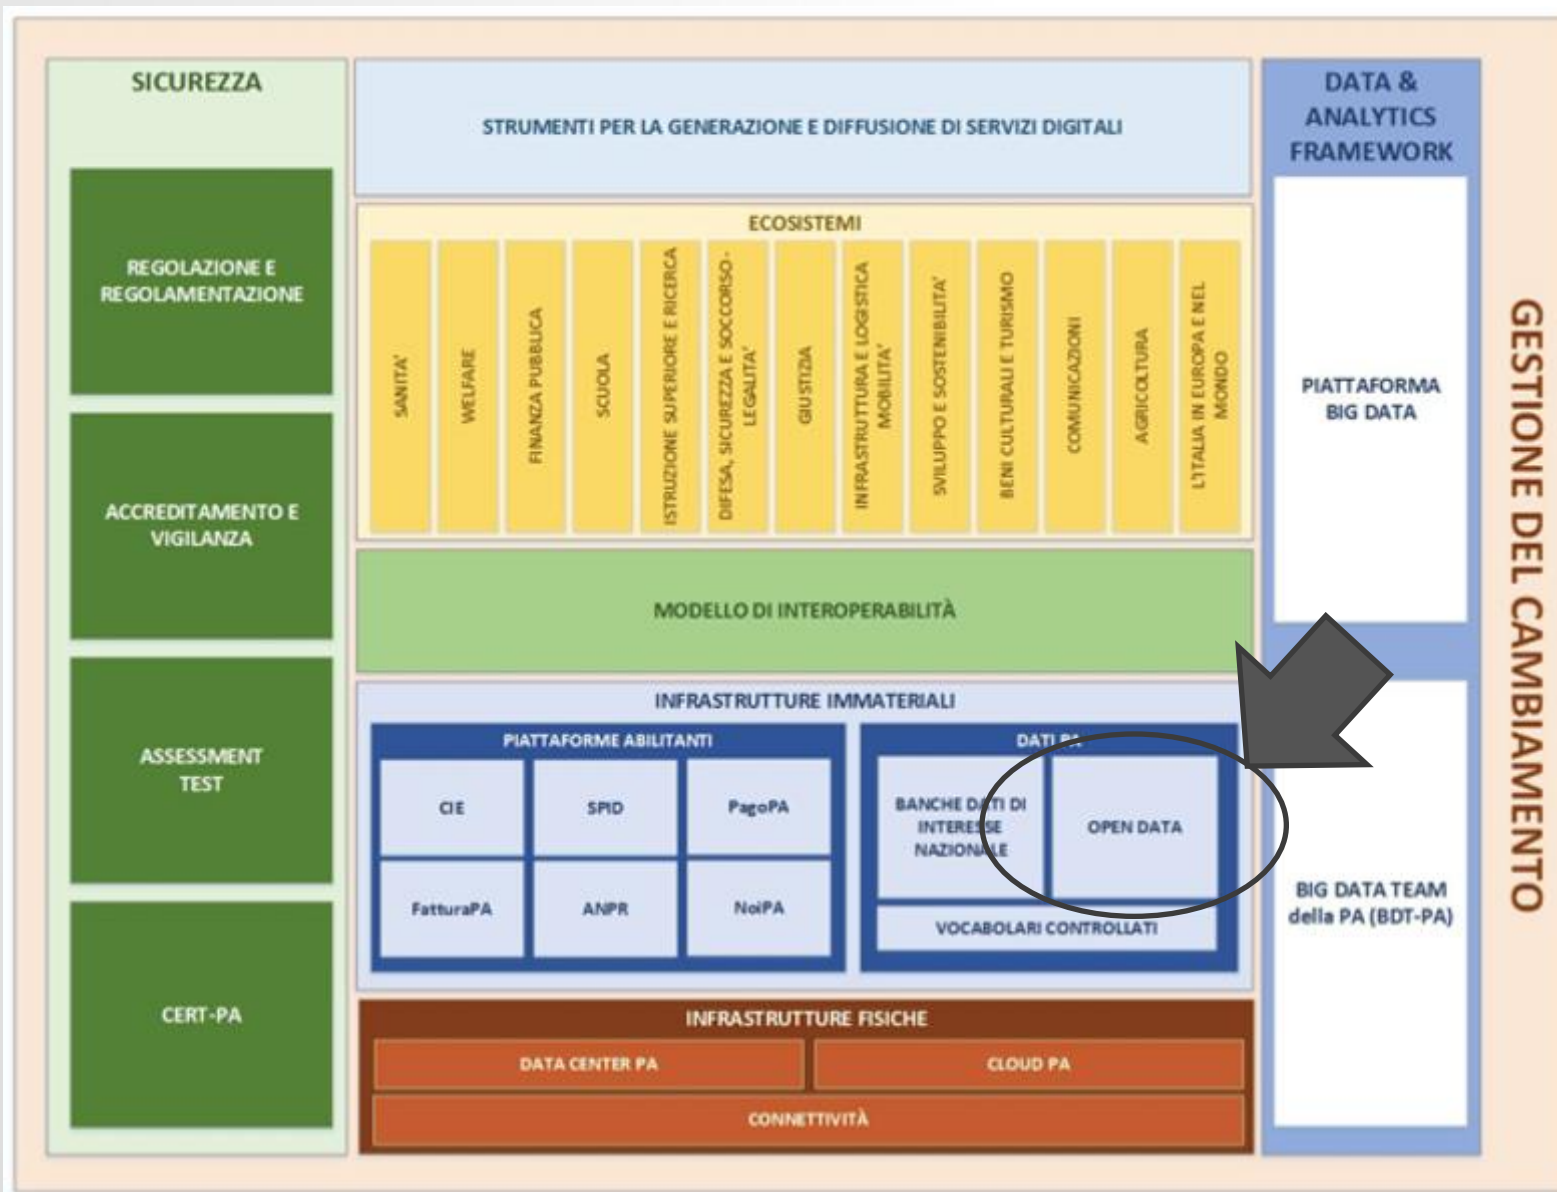 SICUREZZA
REGOLAZIONE E
REGOLAMENTAZIONE
ACCREDITAMENTO E
VIGILANZA
ASSESSMENT
TEST
CERT-PA
STRUMENTI PER LA GENERAZIONE E DIFFUSIONE DI SERVIZI DIGITALI
ECOSISTEMI
SANITA'
WELFARE
FINANZA PUBBLICA
SCUOLA
ISTRUZIONE SUPERIORE E RICERCA
DIFESA, SICUREZZA E SOCCORSO -
LEGALITA'
GIUSTIZIA
INFRASTRUTTURA E LOGISTICA
MOBILITA'
SVILUPPO E SOSTENIBILITA'
BENI CULTURALI E TURISMO
COMUNICAZIONI
AGRICOLTURA
L'ITALIA IN EUROPA E NEL
MONDO
MODELLO DI INTEROPERABILITÀ
INFRASTRUTTURE IMMATERIALI
PIATTAFORME ABILITANTI
CIE
SPID
PagoPA
FatturaPA
ANPR
NoiPA
DATI PA
BANCHE DATI DI
INTERESSE
NAZIONALE
OPEN DATA
VOCABOLARI CONTROLLATI
INFRASTRUTTURE FISICHE
DATA CENTER PA
CLOUD PA
CONNETTIVITÀ
DATA &
ANALYTICS
FRAMEWORK
PIATTAFORMA
BIG DATA
BIG DATA TEAM
della PA (BDT-PA)
GESTIONE DEL CAMBIAMENTO